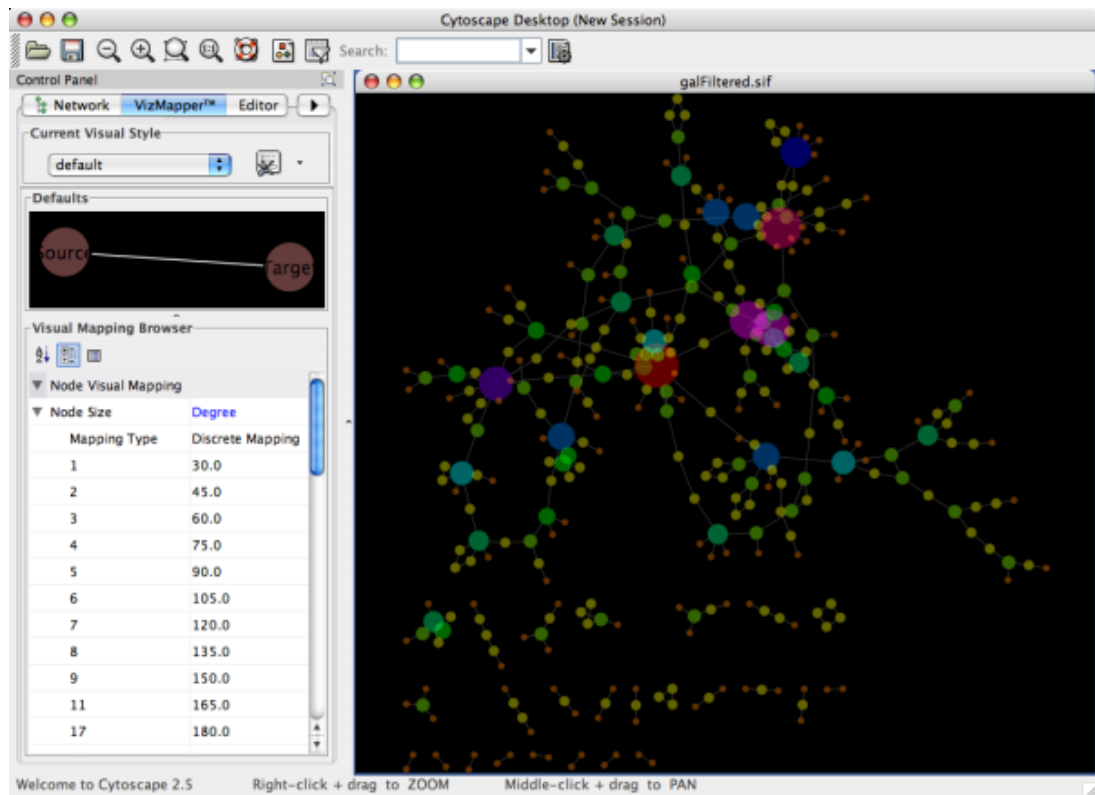 Cytoscape Desktop (New Session)
Search:
Control Panel
galFiltered.sif
Network VizMapper™ Editor
Current Visual Style
default
Defaults
Source
Target
Visual Mapping Browser
Node Visual Mapping
Node Size Degree
Mapping Type Discrete Mapping
1 30.0
2 45.0
3 60.0
4 75.0
5 90.0
6 105.0
7 120.0
8 135.0
9 150.0
11 165.0
17 180.0
Welcome to Cytoscape 2.5 Right-click + drag to ZOOM Middle-click + drag to PAN